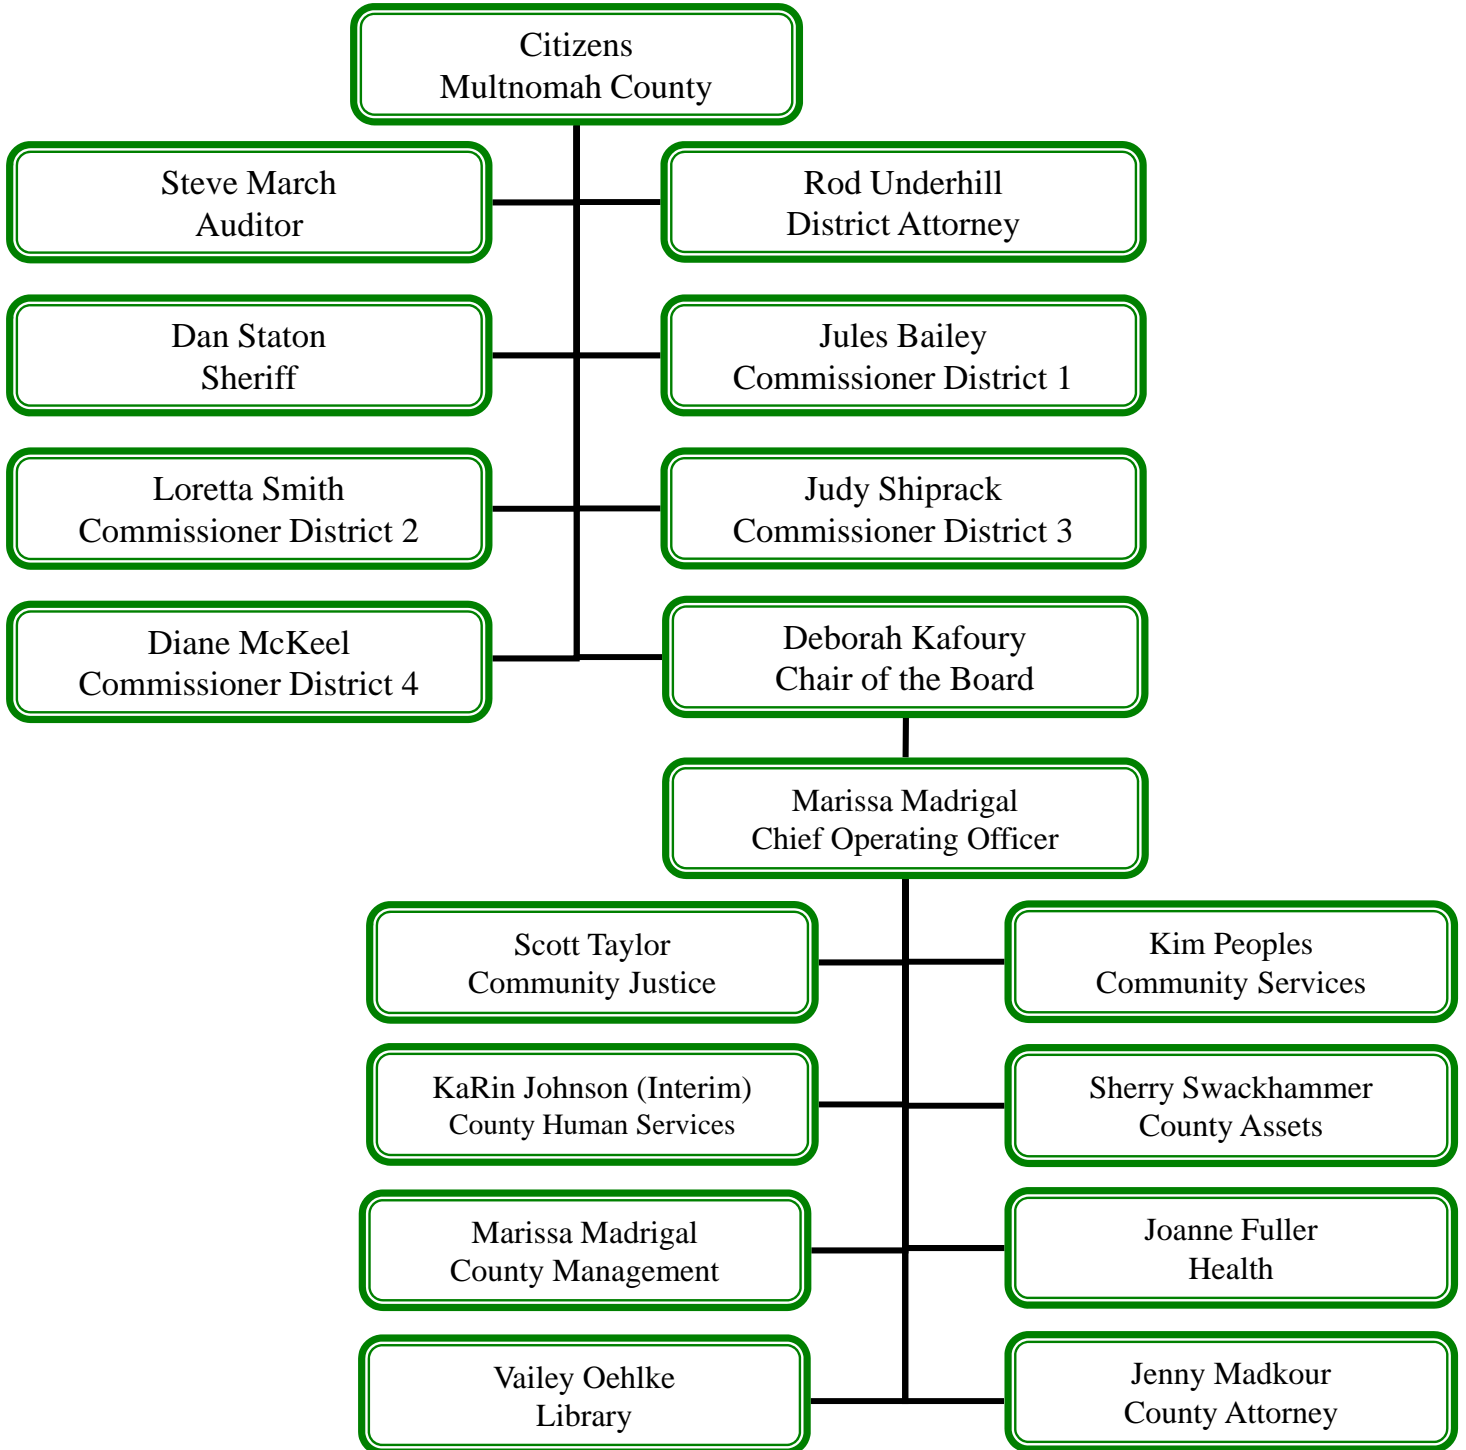 Citizens
Multnomah County
Steve March
Auditor
Rod Underhill
District Attorney
Dan Staton
Sheriff
Jules Bailey
Commissioner District 1
Loretta Smith
Commissioner District 2
Judy Shiprack
Commissioner District 3
Diane McKeel
Commissioner District 4
Deborah Kafoury
Chair of the Board
Marissa Madrigal
Chief Operating Officer
Scott Taylor
Community Justice
Kim Peoples
Community Services
KaRin Johnson (Interim)
County Human Services
Sherry Swackhammer
County Assets
Marissa Madrigal
County Management
Joanne Fuller
Health
Vailey Oehlke
Library
Jenny Madkour
County Attorney